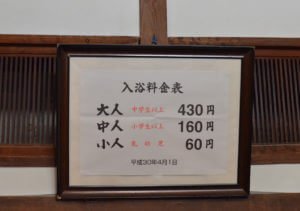 入浴料金表
大人 中学生以上 430円
中人 小学生以上 160円
小人 乳幼児 60円
平成30年4月1日